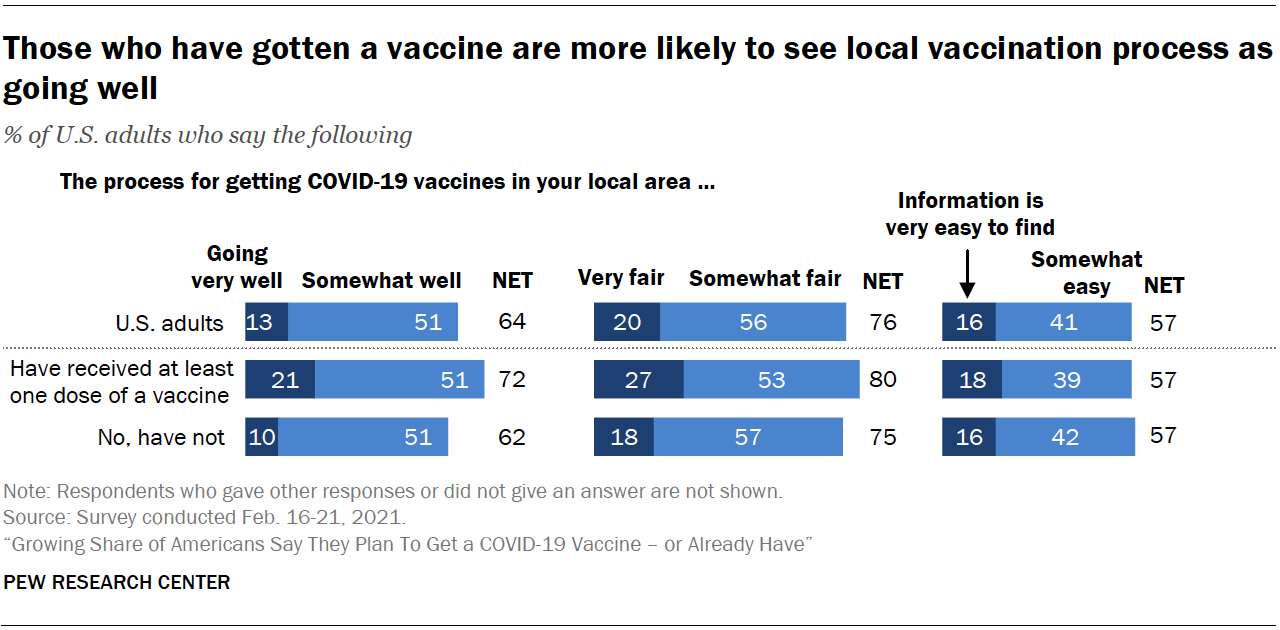 Those who have gotten a vaccine are more likely to see local vaccination process as
going well
% of U.S. adults who say the following
The process for getting COVID-19 vaccines in your local area ...
Information is
very easy to find
Going
very well
Somewhat well
NET
Very fair
Somewhat fair
NET
Somewhat
easy
NET
U.S. adults
13
51
64
20
56
76
16
41
57
Have received at least
one dose of a vaccine
21
51
72
27
53
80
18
39
57
No, have not
10
51
62
18
57
75
16
42
57
Note: Respondents who gave other responses or did not give an answer are not shown.
Source: Survey conducted Feb. 16-21, 2021.
“Growing Share of Americans Say They Plan To Get a COVID-19 Vaccine – or Already Have”
PEW RESEARCH CENTER